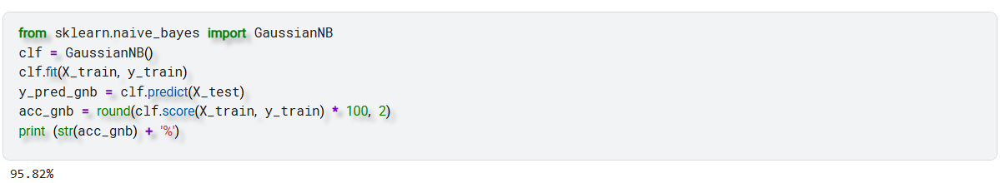 from sklearn.naive_bayes import GaussianNB
clf = GaussianNB()
clf.fit(X_train, y_train)
y_pred_gnb = clf.predict(X_test)
acc_gnb = round(clf.score(X_train, y_train) * 100, 2)
print (str(acc_gnb) + '%')
95.82%